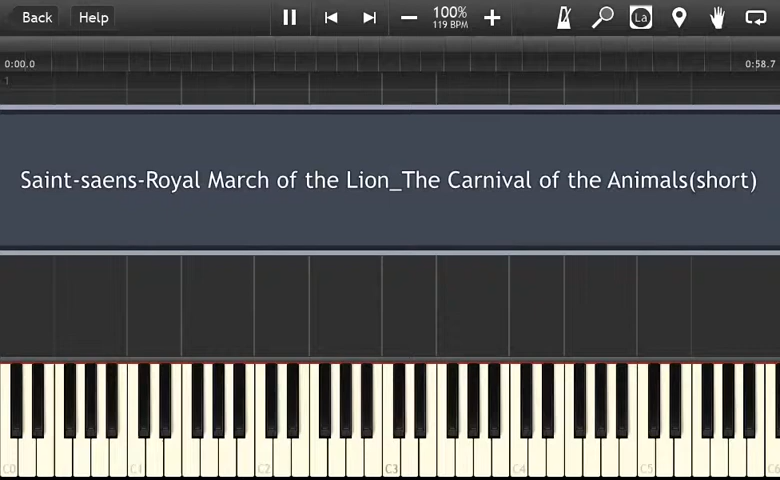 Back Help 100% La
119 BPM
0:00.0 0:58.7
1
Saint-saens-Royal March of the Lion_The Carnival of the Animals(short)
C0 C1 C2 C3 C4 C5 C6